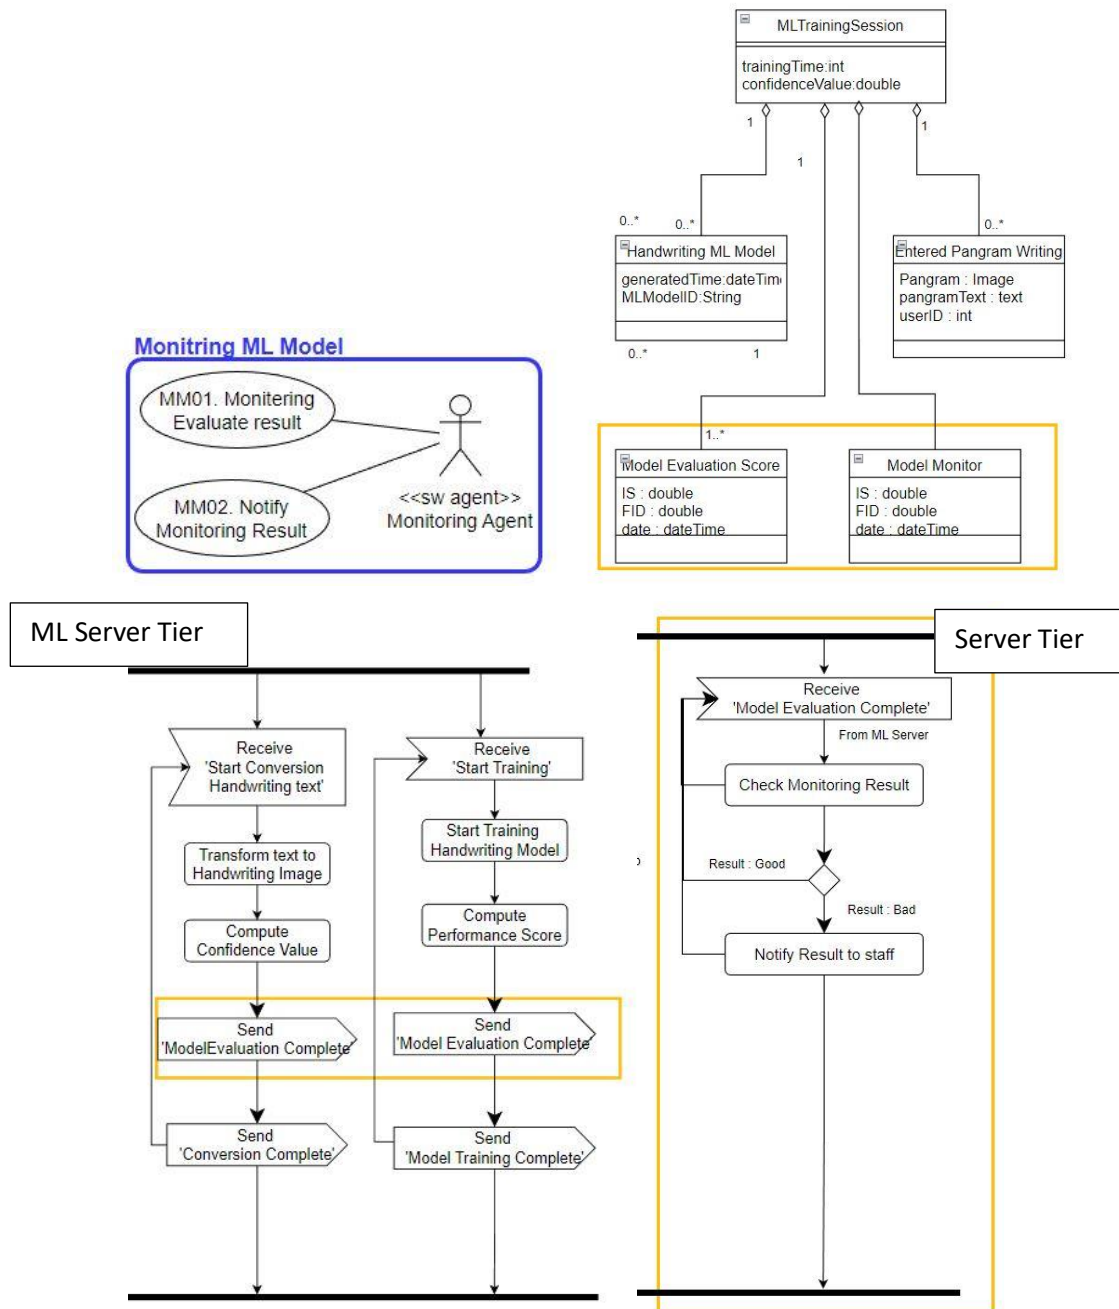 MLTrainingSession
trainingTime:int
confidenceValue:double
1
1
1
0..*
0..*
0..*
Handwriting ML Model
generatedTime:dateTim
MLModelID:String
Entered Pangram Writing
Pangram : Image
pangramText : text
userID : int
0..*
1
Monitring ML Model
MM01. Monitering
Evaluate result
MM02. Notify
Monitoring Result
<<sw agent>>
Monitoring Agent
1..*
Model Evaluation Score
IS : double
FID : double
date : dateTime
Model Monitor
IS : double
FID : double
date : dateTime
ML Server Tier
Receive
'Start Conversion
Handwriting text'
Transform text to
Handwriting Image
Compute
Confidence Value
Send
'ModelEvaluation Complete'
Send
'Conversion Complete'
Receive
'Start Training'
Start Training
Handwriting Model
Compute
Performance Score
Send
'Model Evaluation Complete'
Send
'Model Training Complete'
Server Tier
Receive
'Model Evaluation Complete'
From ML Server
Check Monitoring Result
Result : Good
Result : Bad
Notify Result to staff